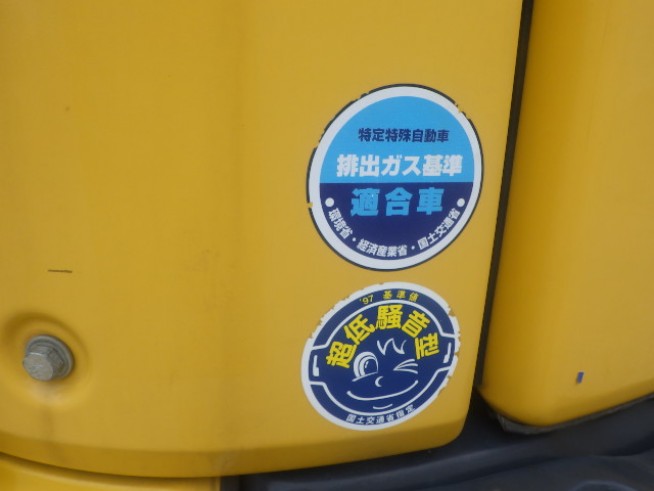 特定特殊自動車
排出ガス基準
適合車
環境省・経済産業省・国土交通省
'97 基準値
超低騒音型
国土交通省指定